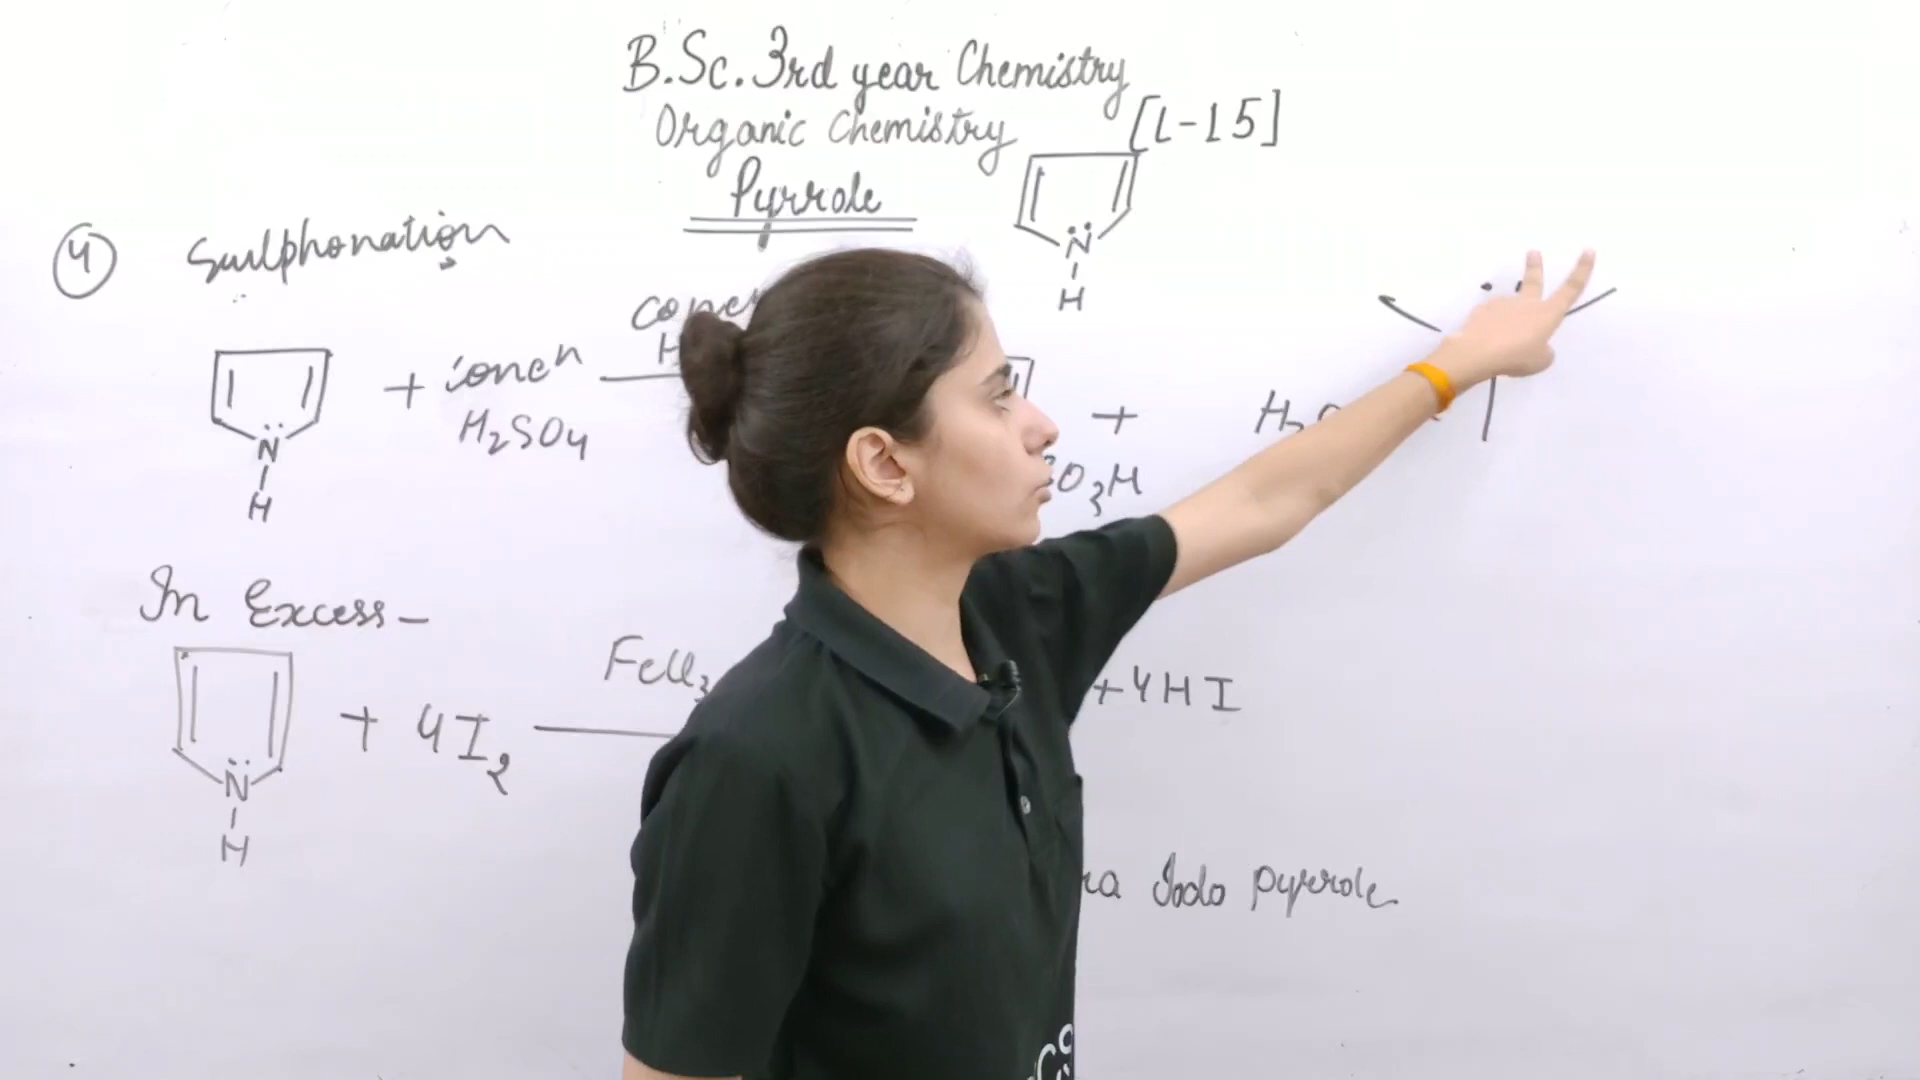 B.Sc. 3rd year Chemistry
Organic Chemistry [L-15]
Pyrrole
N
H
4 Sulphonation
N
H
+ concn
H2SO4
+
SO3H
In Excess -
N
H
+ 4I2
FeCl3
+4HI
Iodo pyrrole